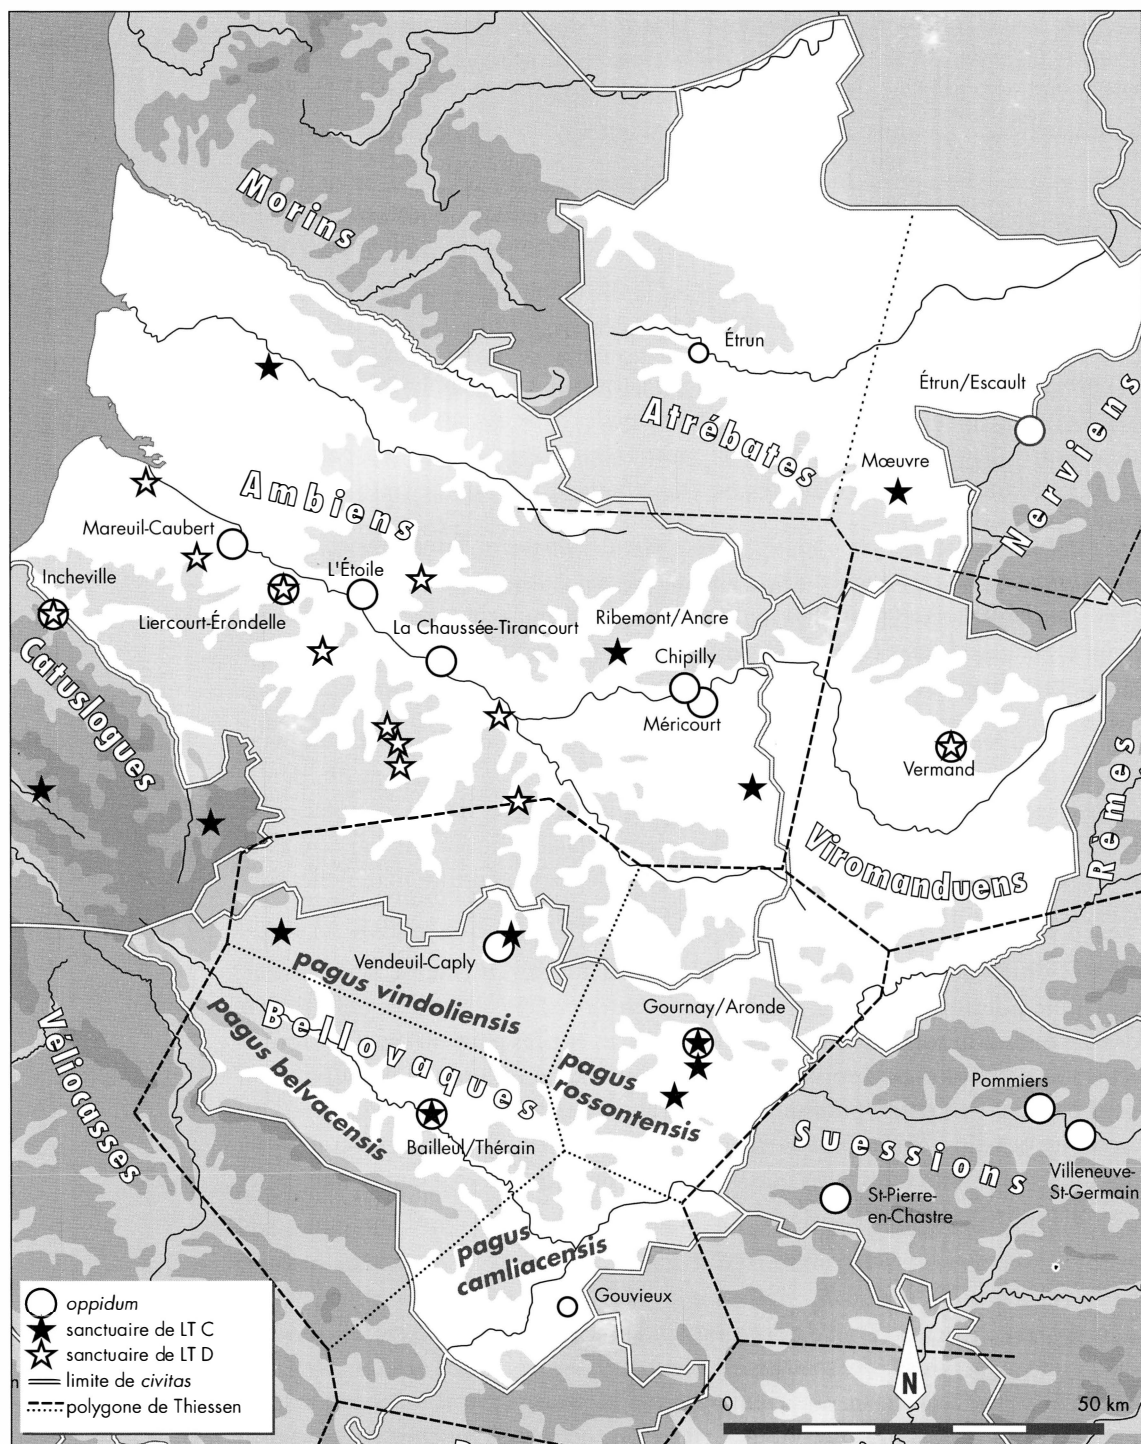 Morins
Étrun
Étrun/Escault
Atrébates
Nerviens
Mœuvre
Ambiens
Mareuil-Caubert
L'Étoile
Incheville
Liercourt-Érondelle
La Chaussée-Tirancourt
Ribemont/Ancre
Chipilly
Méricourt
Catuslogues
Vermand
Viromanduens
Rèmes
Vendeuil-Caply
pagus vindoliensis
Bellovaques
pagus belvacensis
Véliocasses
Gournay/Aronde
pagus
rossontensis
Bailleul/Thérain
Pommiers
Suessions
Villeneuve-
St-Germain
St-Pierre-
en-Chastre
pagus
camliacensis
Gouvieux
oppidum
sanctuaire de LT C
sanctuaire de LT D
limite de civitas
polygone de Thiessen
N
0 50 km